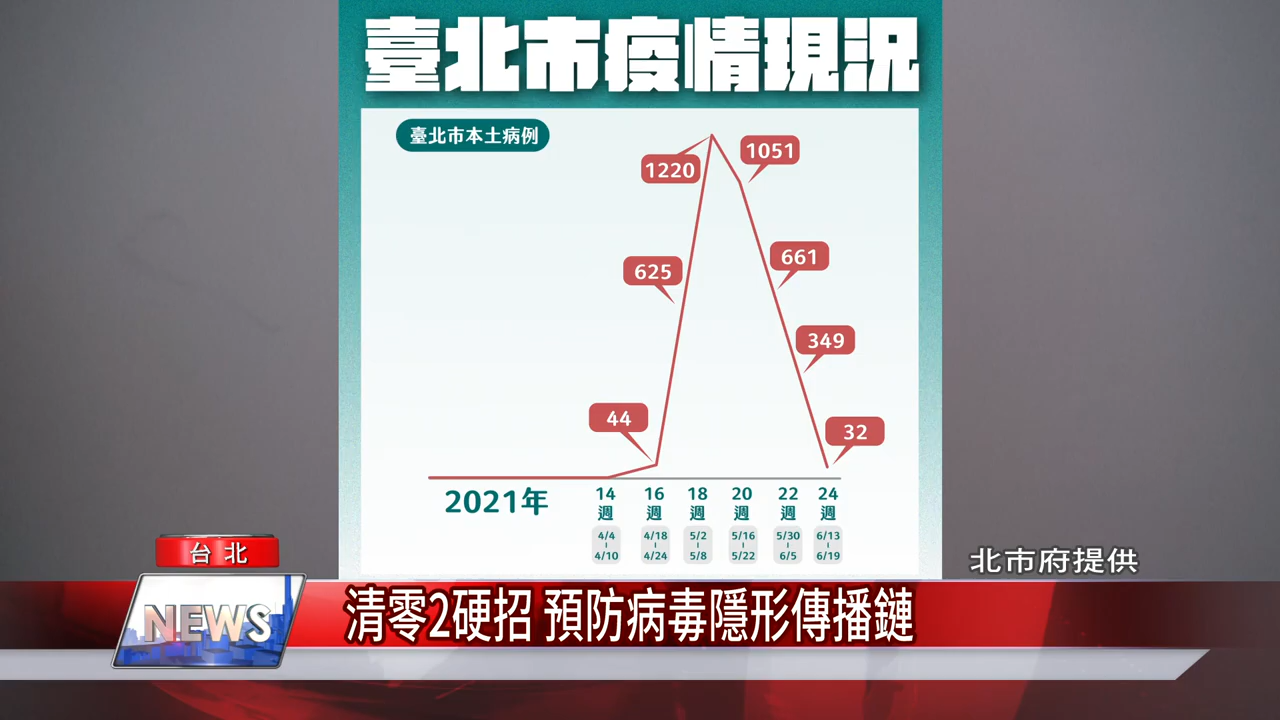 臺北市疫情現況
臺北市本土病例
1220
1051
625
661
349
44
32
2021年
14 16 18 20 22 24
週 週 週 週 週 週
4/4 4/18 5/2 5/16 5/30 6/13
4/10 4/24 5/8 5/22 6/5 6/19
台北
北市府提供
NEWS
清零2硬招 預防病毒隱形傳播鏈